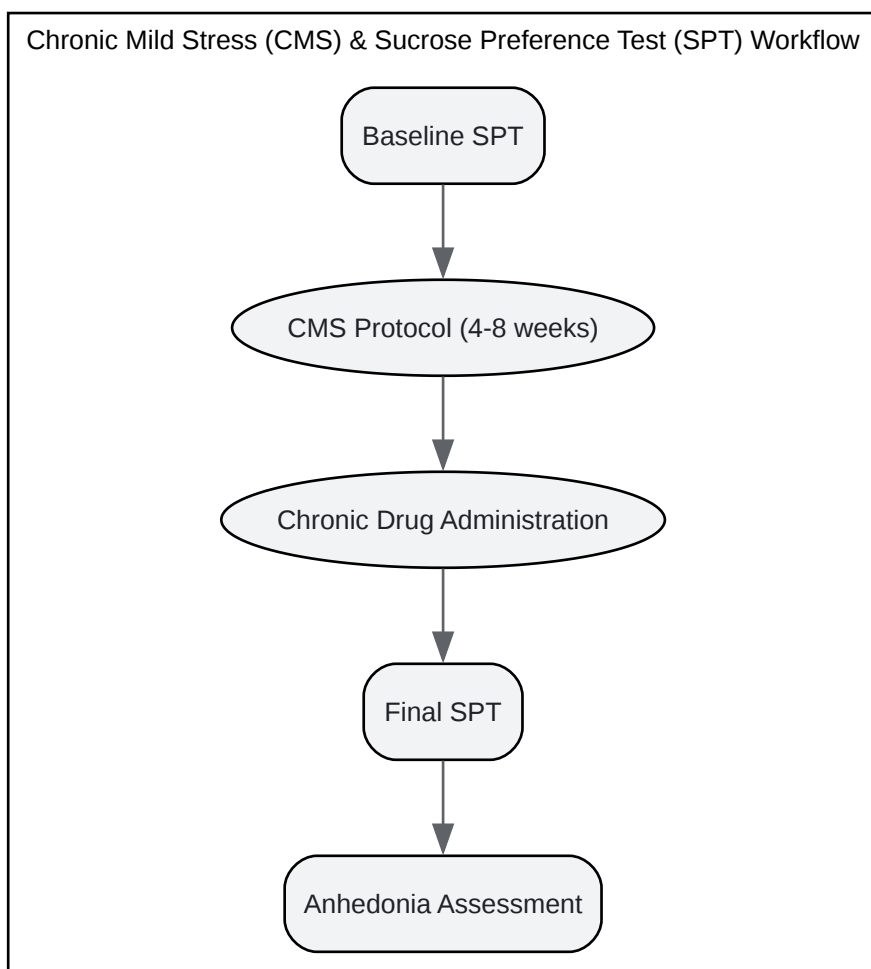 Chronic Mild Stress (CMS) & Sucrose Preference Test (SPT) Workflow
Baseline SPT
CMS Protocol (4-8 weeks)
Chronic Drug Administration
Final SPT
Anhedonia Assessment